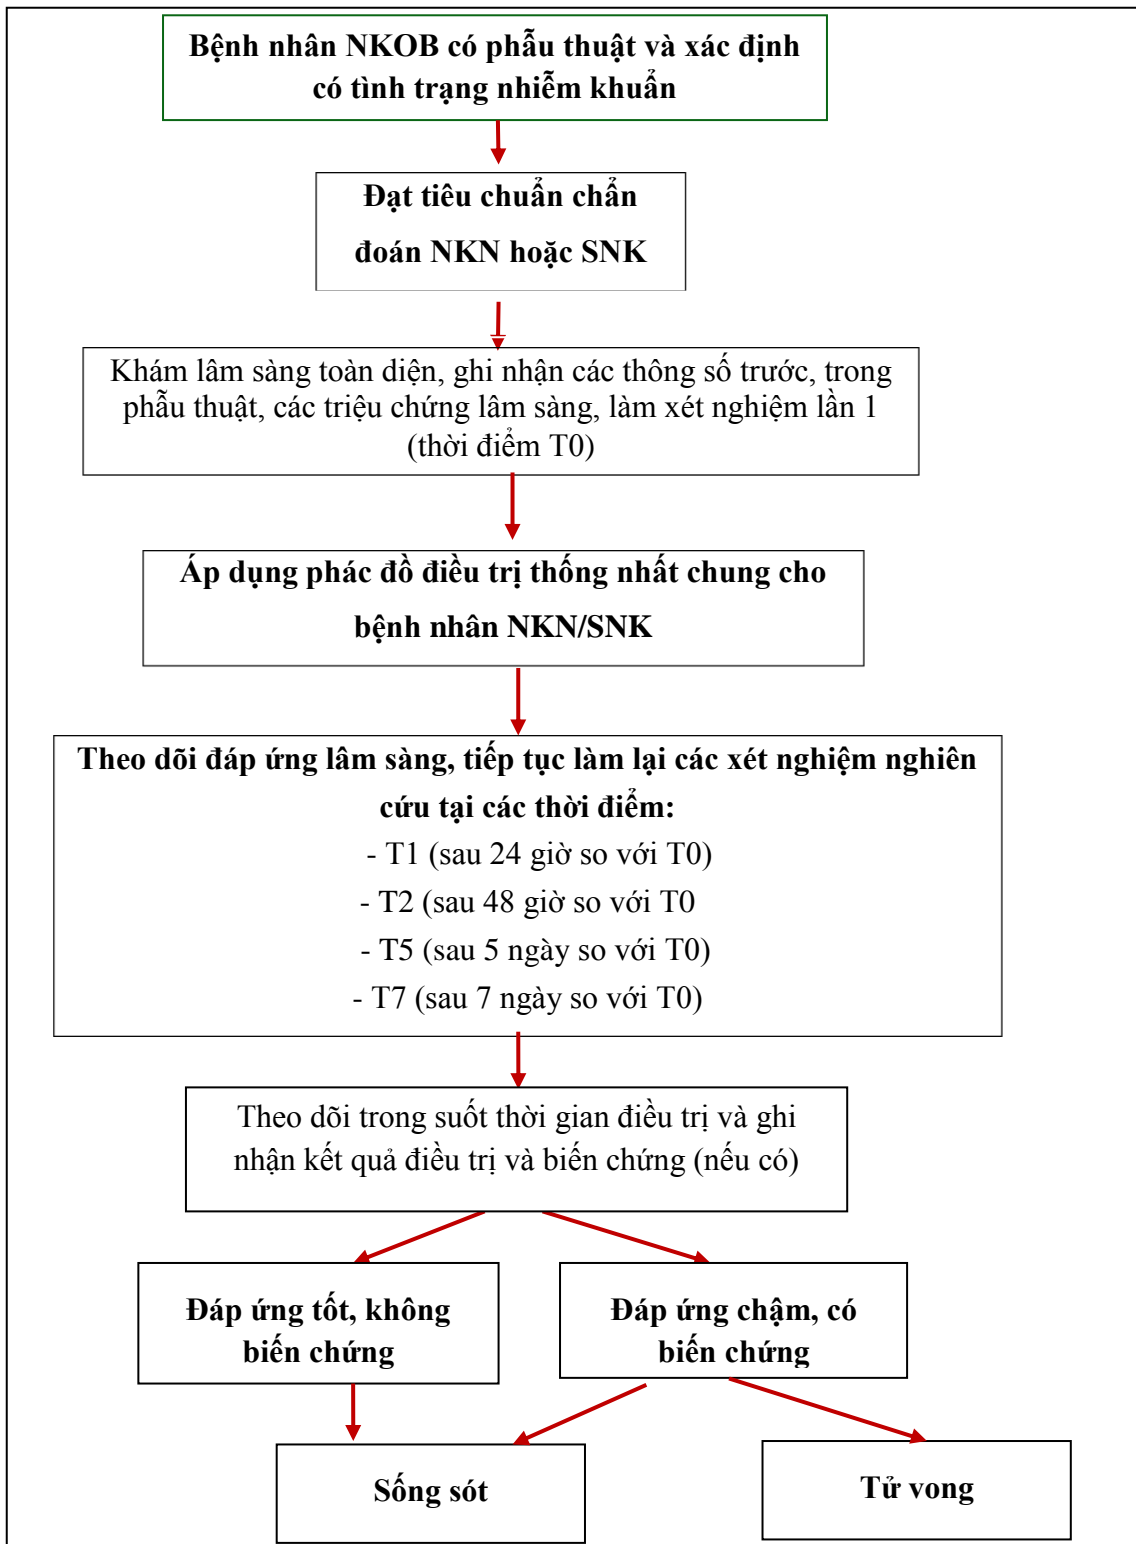 Bệnh nhân NKOB có phẫu thuật và xác định
có tình trạng nhiễm khuẩn
Đạt tiêu chuẩn chẩn
đoán NKN hoặc SNK
Khám lâm sàng toàn diện, ghi nhận các thông số trước, trong
phẫu thuật, các triệu chứng lâm sàng, làm xét nghiệm lần 1
(thời điểm T0)
Áp dụng phác đồ điều trị thống nhất chung cho
bệnh nhân NKN/SNK
Theo dõi đáp ứng lâm sàng, tiếp tục làm lại các xét nghiệm nghiên
cứu tại các thời điểm:
- T1 (sau 24 giờ so với T0)
- T2 (sau 48 giờ so với T0
- T5 (sau 5 ngày so với T0)
- T7 (sau 7 ngày so với T0)
Theo dõi trong suốt thời gian điều trị và ghi
nhận kết quả điều trị và biến chứng (nếu có)
Đáp ứng tốt, không
biến chứng
Đáp ứng chậm, có
biến chứng
Sống sót
Tử vong